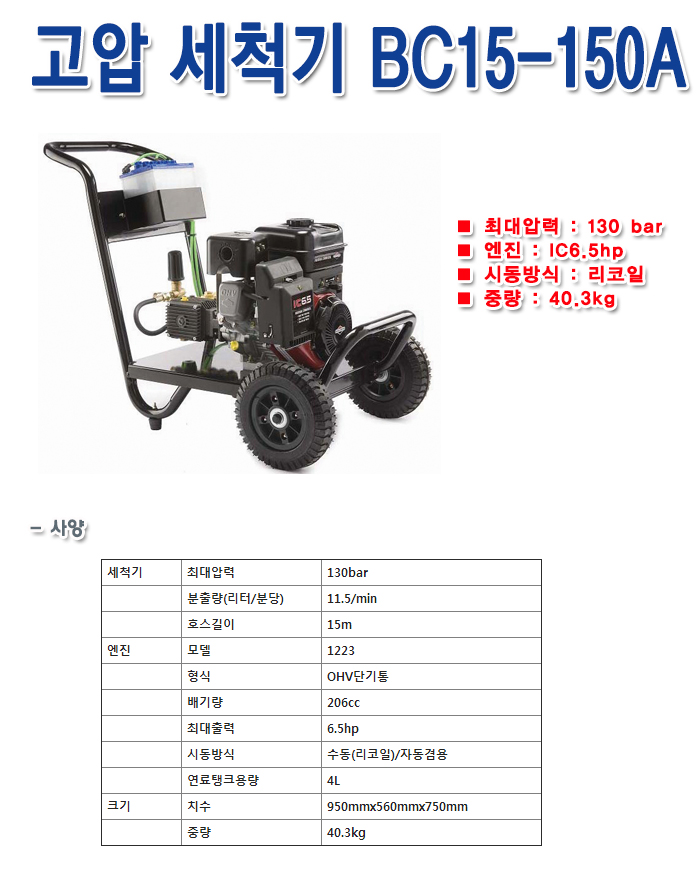 고압 세척기 BC15-150A
■ 최대압력 : 130 bar
■ 엔진 : IC6.5hp
■ 시동방식 : 리코일
■ 중량 : 40.3kg
IC6.5
- 사양
세척기 최대압력 130bar
분출량(리터/분당) 11.5/min
호스길이 15m
엔진 모델 1223
형식 OHV단기통
배기량 206cc
최대출력 6.5hp
시동방식 수동(리코일)/자동겸용
연료탱크용량 4L
크기 치수 950mmx560mmx750mm
중량 40.3kg